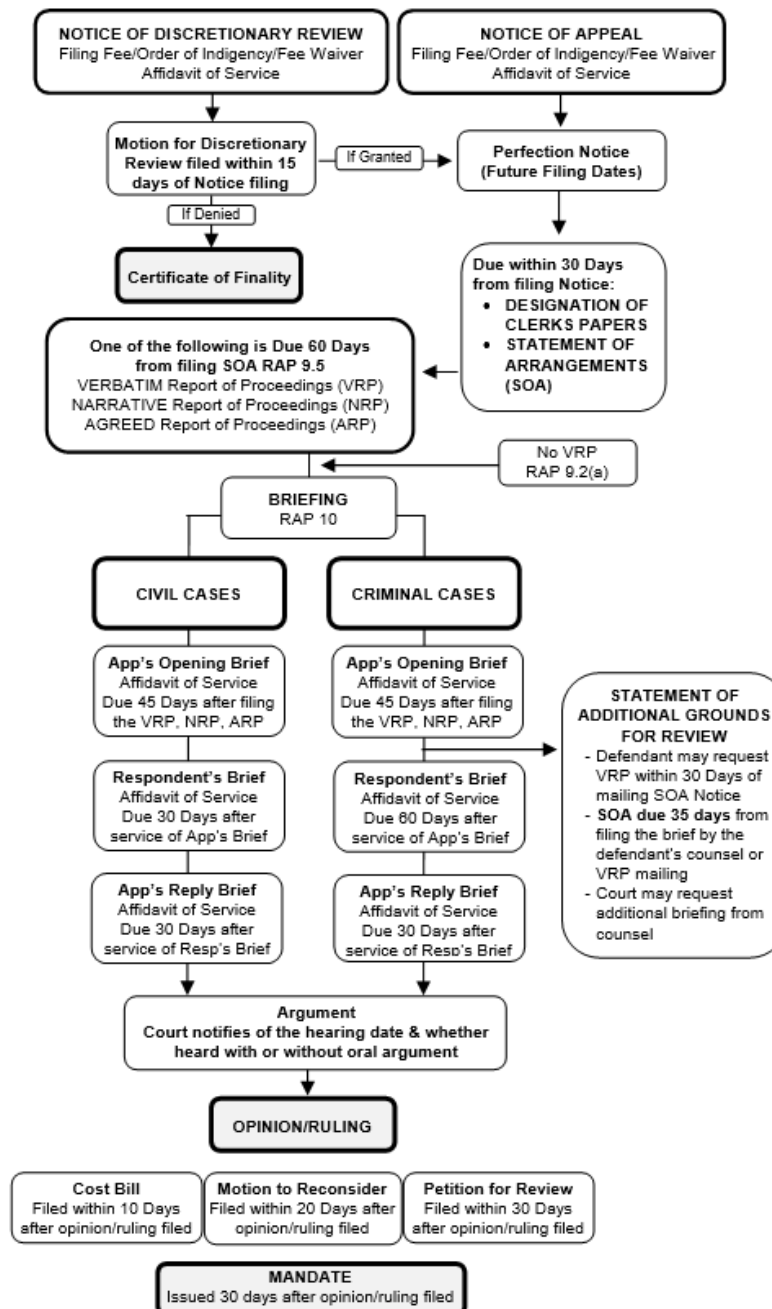 NOTICE OF DISCRETIONARY REVIEW
Filing Fee/Order of Indigency/Fee Waiver
Affidavit of Service
NOTICE OF APPEAL
Filing Fee/Order of Indigency/Fee Waiver
Affidavit of Service
Motion for Discretionary
Review filed within 15
days of Notice filing
If Granted
Perfection Notice
(Future Filing Dates)
If Denied
Certificate of Finality
Due within 30 Days
from filing Notice:
• DESIGNATION OF
CLERKS PAPERS
• STATEMENT OF
ARRANGEMENTS
(SOA)
One of the following is Due 60 Days
from filing SOA RAP 9.5
VERBATIM Report of Proceedings (VRP)
NARRATIVE Report of Proceedings (NRP)
AGREED Report of Proceedings (ARP)
No VRP
RAP 9.2(a)
BRIEFING
RAP 10
CIVIL CASES
CRIMINAL CASES
App's Opening Brief
Affidavit of Service
Due 45 Days after filing
the VRP, NRP, ARP
App's Opening Brief
Affidavit of Service
Due 45 Days after filing
the VRP, NRP, ARP
STATEMENT OF
ADDITIONAL GROUNDS
FOR REVIEW
- Defendant may request
VRP within 30 Days of
mailing SOA Notice
- SOA due 35 days from
filing the brief by the
defendant's counsel or
VRP mailing
- Court may request
additional briefing from
counsel
Respondent's Brief
Affidavit of Service
Due 30 Days after
service of App's Brief
Respondent's Brief
Affidavit of Service
Due 60 Days after
service of App's Brief
App's Reply Brief
Affidavit of Service
Due 30 Days after
service of Resp's Brief
App's Reply Brief
Affidavit of Service
Due 30 Days after
service of Resp's Brief
Argument
Court notifies of the hearing date & whether
heard with or without oral argument
OPINION/RULING
Cost Bill
Filed within 10 Days
after opinion/ruling filed
Motion to Reconsider
Filed within 20 Days after
opinion/ruling filed
Petition for Review
Filed within 30 Days
after opinion/ruling filed
MANDATE
Issued 30 days after opinion/ruling filed